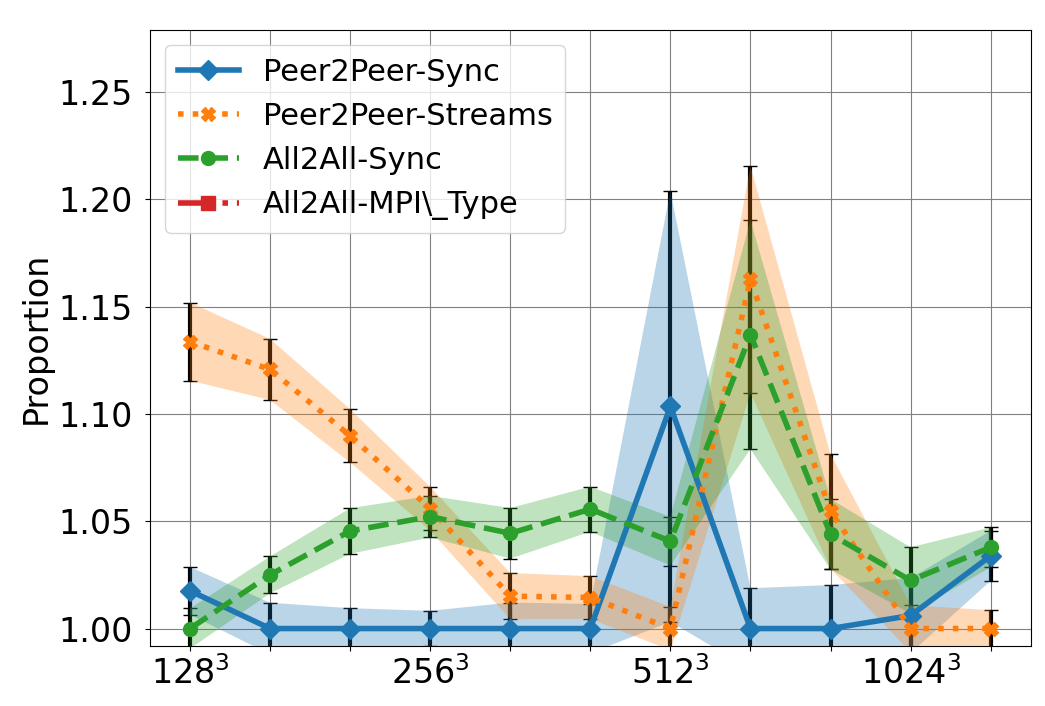 Peer2Peer-Sync
Peer2Peer-Streams
All2All-Sync
All2All-MPI\_Type
Proportion
1.25
1.20
1.15
1.10
1.05
1.00
128³ 256³ 512³ 1024³